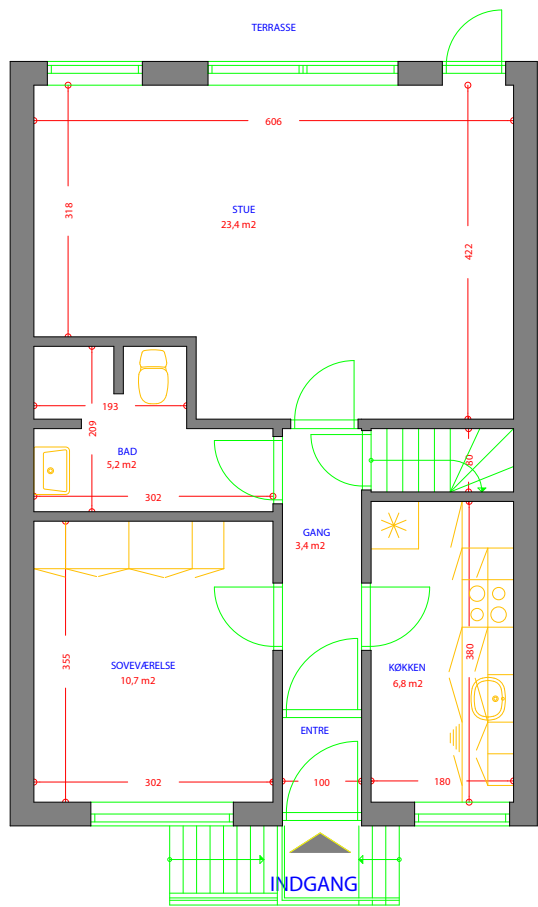 TERRASSE
606
318
STUE
23,4 m2
422
193
209
BAD
5,2 m2
80
302
GANG
3,4 m2
355
SOVEVÆRELSE
10,7 m2
KØKKEN
6,8 m2
380
ENTRE
302
100
180
INDGANG